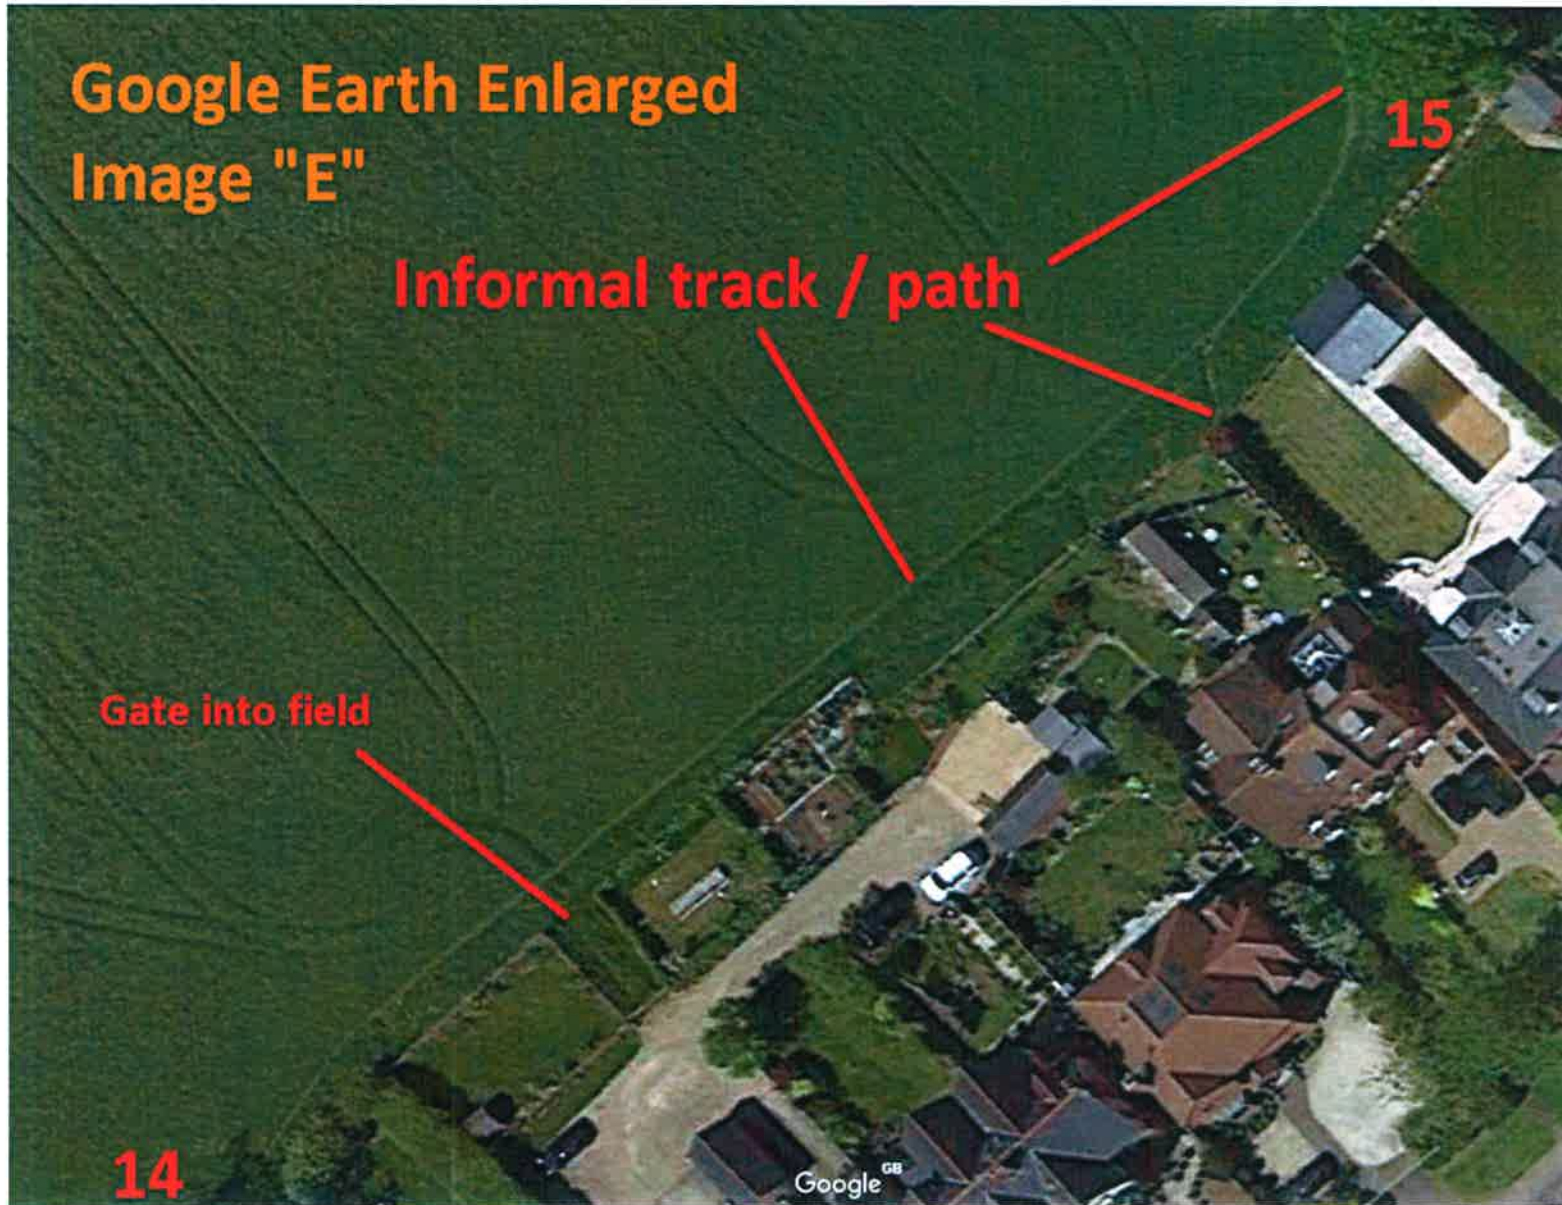 Google Earth Enlarged
Image "E"
15
Informal track / path
Gate into field
14
Google GB